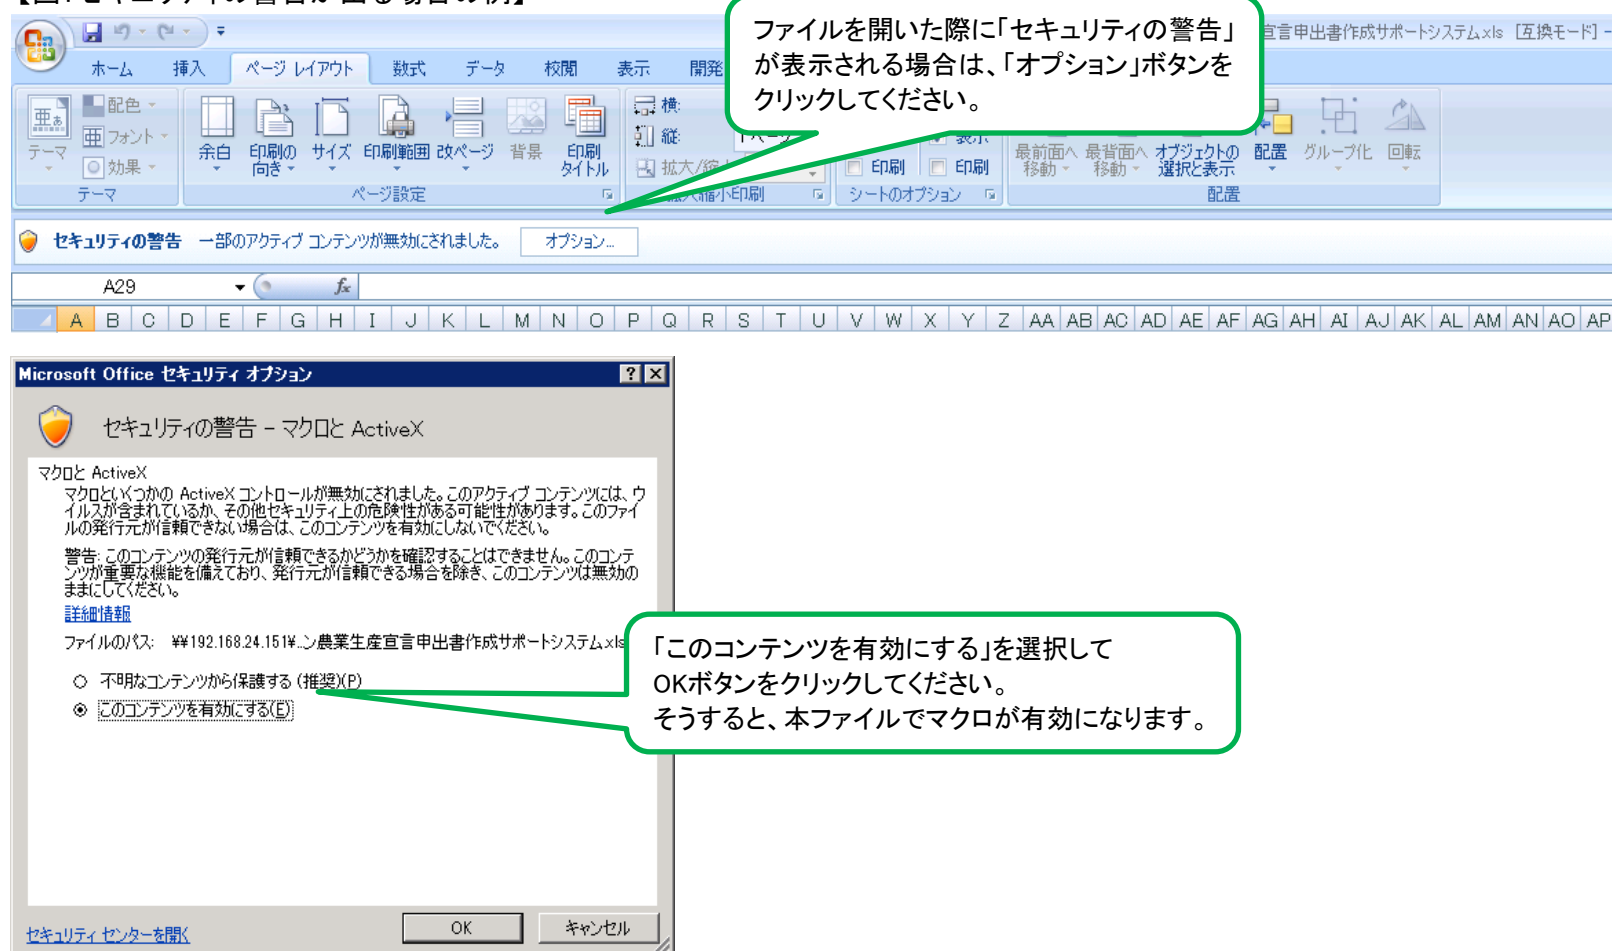 【図1セキュリティの警告が出る場合の例】
ファイルを開いた際に「セキュリティの警告」
が表示される場合は、「オプション」ボタンを
クリックしてください。
宣言申出書作成サポートシステム.xls [互換モード] -
ホーム 挿入 ページ レイアウト 数式 データ 校閲 表示 開発
テーマ
配色
フォント
効果
余白
印刷の
向き
サイズ
印刷範囲
改ページ
背景
印刷
タイトル
横:
縦:
拡大/縮
表示
印刷
印刷
最前面へ
移動
最背面へ
移動
オブジェクトの
選択と表示
配置
グループ化
回転
テーマ ページ設定 拡大縮小印刷 シートのオプション 配置
セキュリティの警告 一部のアクティブ コンテンツが無効にされました。 オプション...
A29 fx
A B C D E F G H I J K L M N O P Q R S T U V W X Y Z AA AB AC AD AE AF AG AH AI AJ AK AL AM AN AO AP
Microsoft Office セキュリティ オプション
セキュリティの警告 - マクロと ActiveX
マクロと ActiveX
マクロといくつかの ActiveX コントロールが無効にされました。このアクティブ コンテンツには、ウ
イルスが含まれているか、その他セキュリティ上の危険性がある可能性があります。このファイ
ルの発行元が信頼できない場合は、このコンテンツを有効にしないでください。
警告: このコンテンツの発行元が信頼できるかどうかを確認することはできません。このコンテ
ンツが重要な機能を備えており、発行元が信頼できる場合を除き、このコンテンツは無効の
ままにしてください。
詳細情報
ファイルのパス: ¥¥192.168.24.151¥..ン農業生産宣言申出書作成サポートシステム.xls
不明なコンテンツから保護する (推奨)(P)
このコンテンツを有効にする(E)
「このコンテンツを有効にする」を選択して
OKボタンをクリックしてください。
そうすると、本ファイルでマクロが有効になります。
セキュリティ センターを開く
OK キャンセル